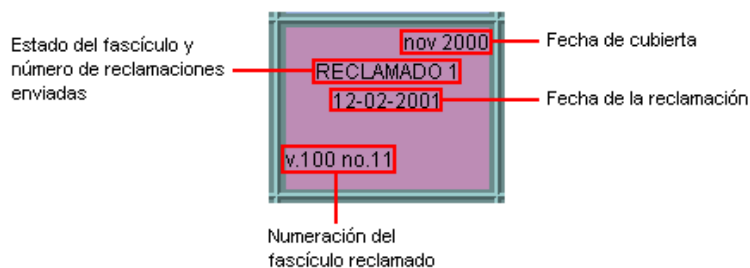 Estado del fascículo y
número de reclamaciones
enviadas
nov 2000
Fecha de cubierta
RECLAMADO 1
12-02-2001
Fecha de la reclamación
v.100 no.11
Numeración del
fascículo reclamado